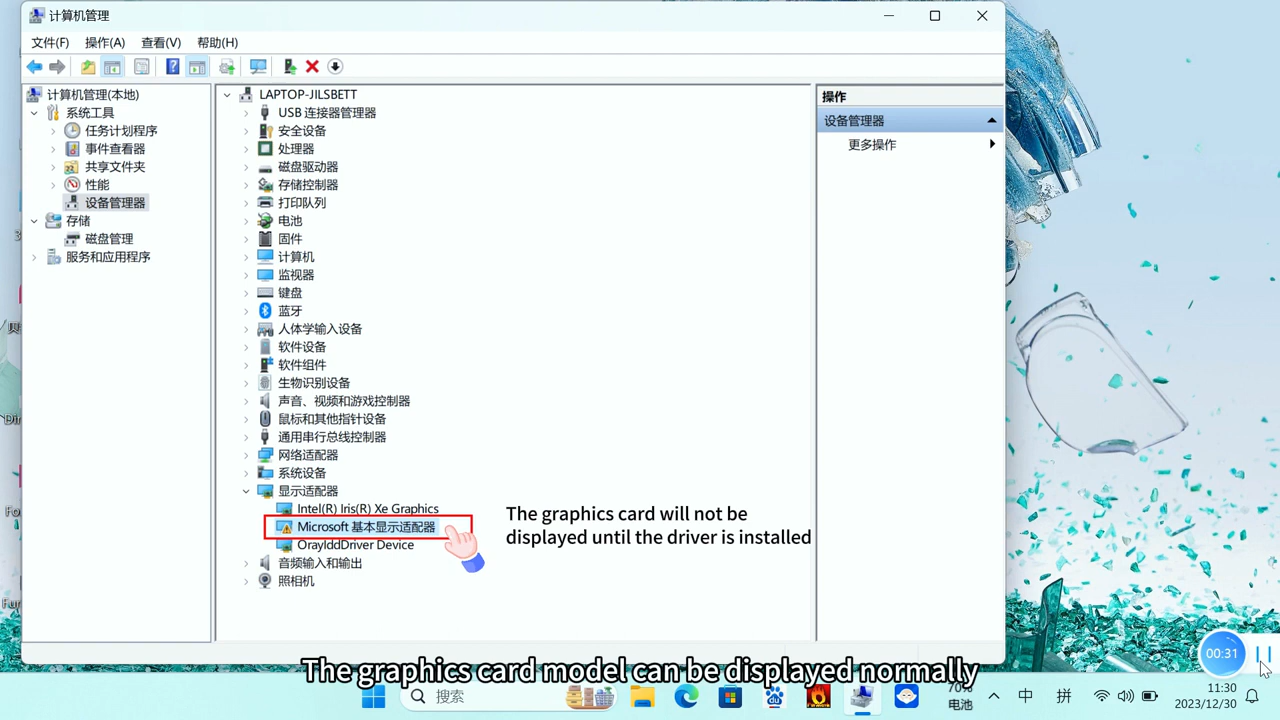 计算机管理
文件(F) 操作(A) 查看(V) 帮助(H)
计算机管理(本地)
系统工具
任务计划程序
事件查看器
共享文件夹
性能
设备管理器
存储
磁盘管理
服务和应用程序
LAPTOP-JILSBETT
USB 连接器管理器
安全设备
处理器
磁盘驱动器
存储控制器
打印队列
电池
固件
计算机
监视器
键盘
蓝牙
人体学输入设备
软件设备
软件组件
生物识别设备
声音、视频和游戏控制器
鼠标和其他指针设备
通用串行总线控制器
网络适配器
系统设备
显示适配器
Intel(R) Iris(R) Xe Graphics
Microsoft 基本显示适配器
OrayIddDriver Device
音频输入和输出
照相机
The graphics card will not be
displayed until the driver is installed
操作
设备管理器
更多操作
The graphics card model can be displayed normally
00:31
搜索
70%
电池
中
拼
11:30
2023/12/30